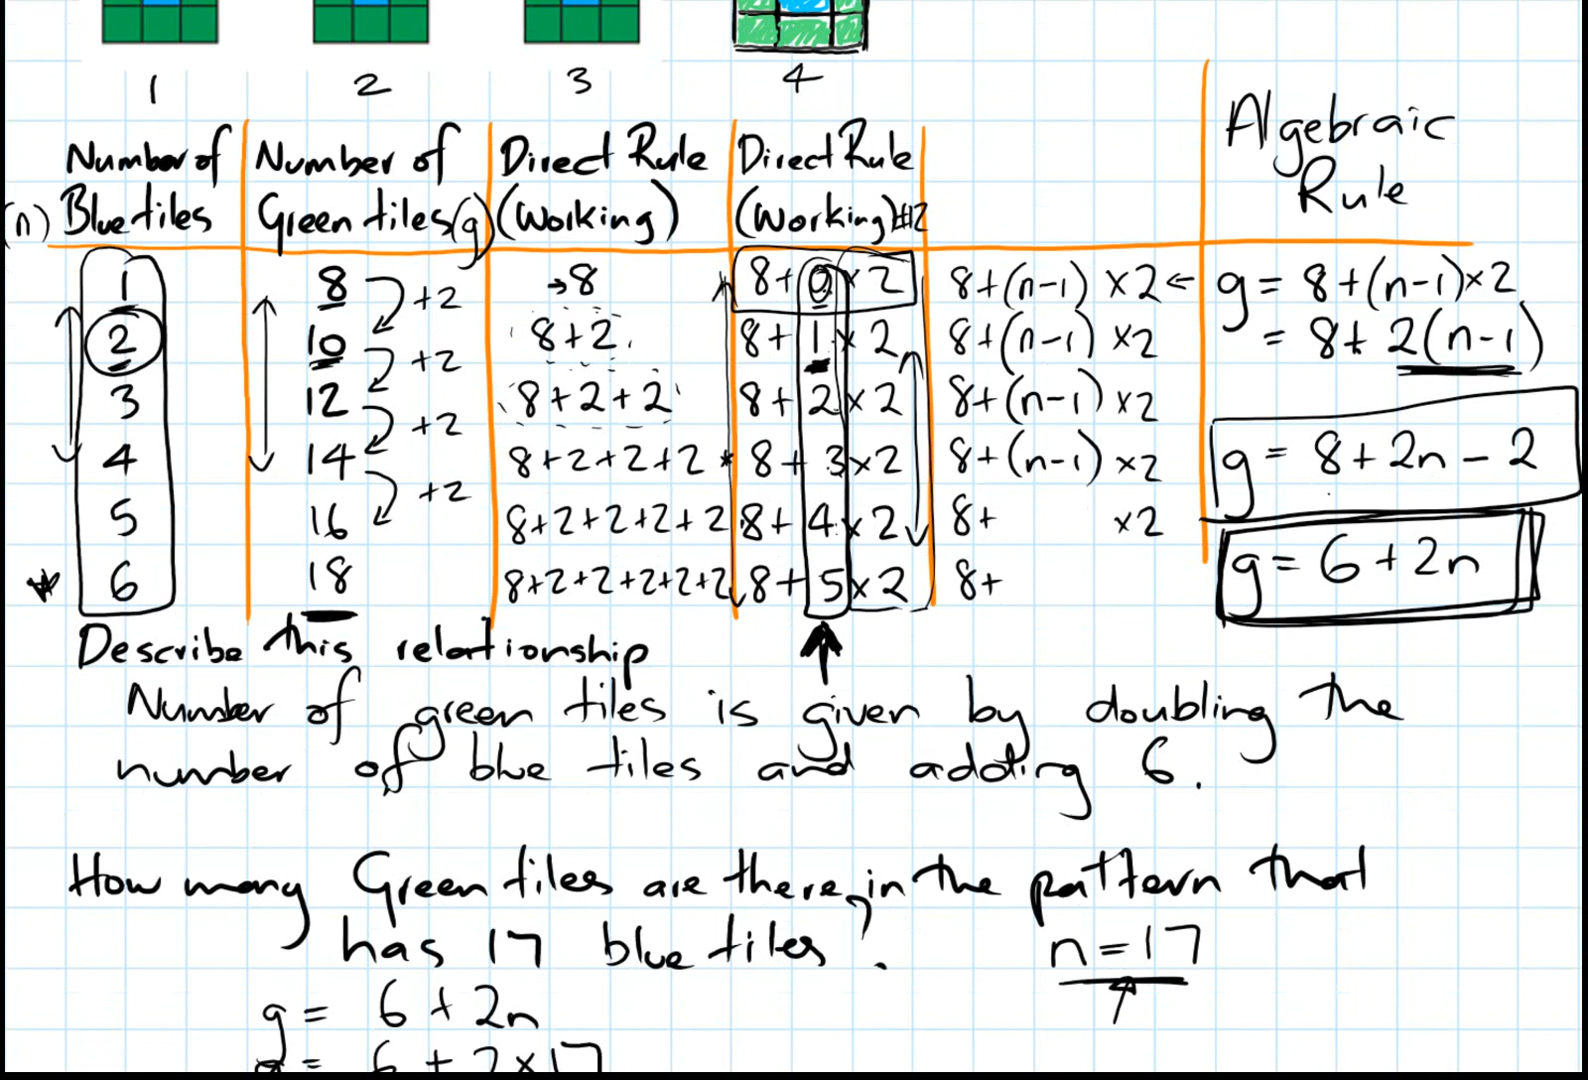 1 2 3 4
Number of Number of Direct Rule Direct Rule Algebraic
(n) Blue tiles Green tiles (g) (Working) (Working) #2 Rule
1 8 +2 →8 8+0×2 8+(n-1) ×2 ← g = 8+(n-1)×2
2 10 +2 8+2 8+1×2 8+(n-1) ×2 = 8+ 2(n-1)
3 12 +2 8+2+2 8+2×2 8+(n-1) ×2
4 14 +2 8+2+2+2 * 8+3×2 8+(n-1) ×2 g = 8+2n-2
5 16 8+2+2+2+2 8+4×2 8+ ×2
* 6 18 8+2+2+2+2+2 8+5×2 8+ g = 6+2n
Describe this relationship
Number of green tiles is given by doubling the
number of blue tiles and adding 6.
How many Green tiles are there, in the pattern that
has 17 blue tiles? n = 17
g = 6 + 2n
g = 6 + 2×17